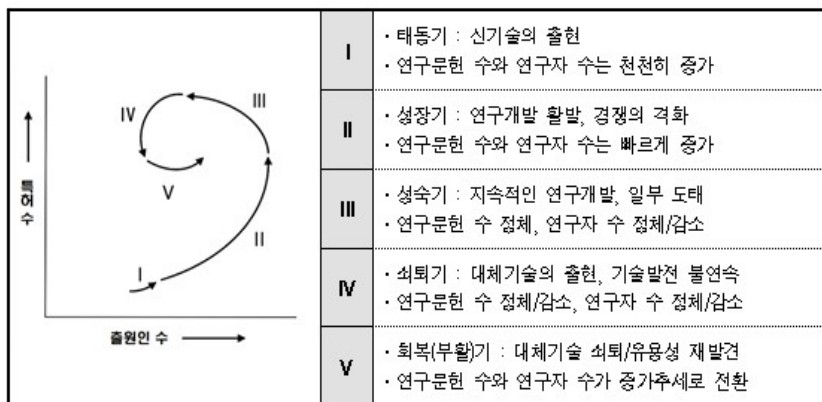 IV
III
V
II
I
특허 수
출원인 수
I
· 태동기 : 신기술의 출현
· 연구문헌 수와 연구자 수는 천천히 증가
II
· 성장기 : 연구개발 활발, 경쟁의 격화
· 연구문헌 수와 연구자 수는 빠르게 증가
III
· 성숙기 : 지속적인 연구개발, 일부 도태
· 연구문헌 수 정체, 연구자 수 정체/감소
IV
· 쇠퇴기 : 대체기술의 출현, 기술발전 불연속
· 연구문헌 수 정체/감소, 연구자 수 정체/감소
V
· 회복(부활)기 : 대체기술 쇠퇴/유용성 재발견
· 연구문헌 수와 연구자 수가 증가추세로 전환